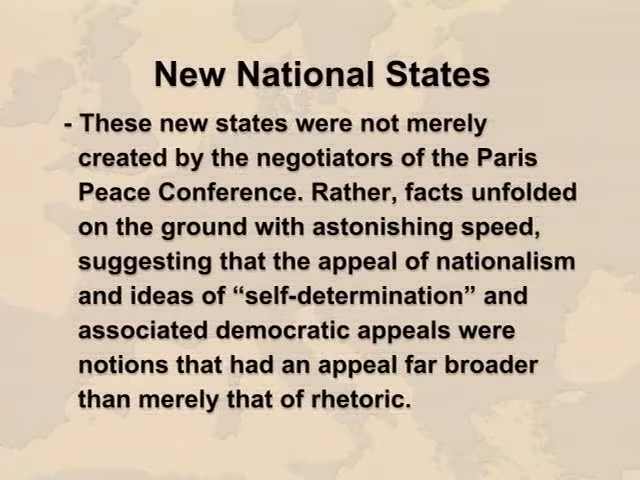 New National States
- These new states were not merely
created by the negotiators of the Paris
Peace Conference. Rather, facts unfolded
on the ground with astonishing speed,
suggesting that the appeal of nationalism
and ideas of “self-determination” and
associated democratic appeals were
notions that had an appeal far broader
than merely that of rhetoric.